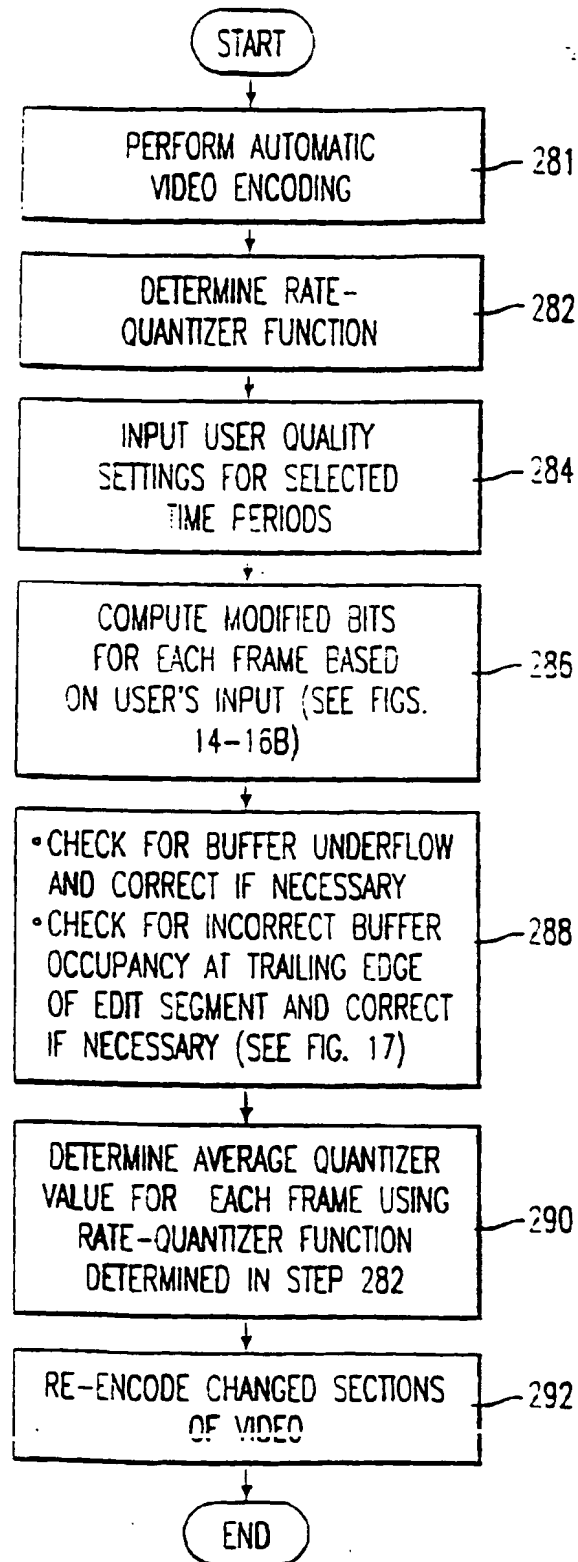 START
PERFORM AUTOMATIC
VIDEO ENCODING
281
DETERMINE RATE-
QUANTIZER FUNCTION
282
INPUT USER QUALITY
SETTINGS FOR SELECTED
TIME PERIODS
284
COMPUTE MODIFIED BITS
FOR EACH FRAME BASED
ON USER'S INPUT (SEE FIGS.
14-16B)
286
•CHECK FOR BUFFER UNDERFLOW
AND CORRECT IF NECESSARY
•CHECK FOR INCORRECT BUFFER
OCCUPANCY AT TRAILING EDGE
OF EDIT SEGMENT AND CORRECT
IF NECESSARY (SEE FIG. 17)
288
DETERMINE AVERAGE QUANTIZER
VALUE FOR EACH FRAME USING
RATE-QUANTIZER FUNCTION
DETERMINED IN STEP 282
290
RE-ENCODE CHANGED SECTIONS
OF VIDEO
292
END